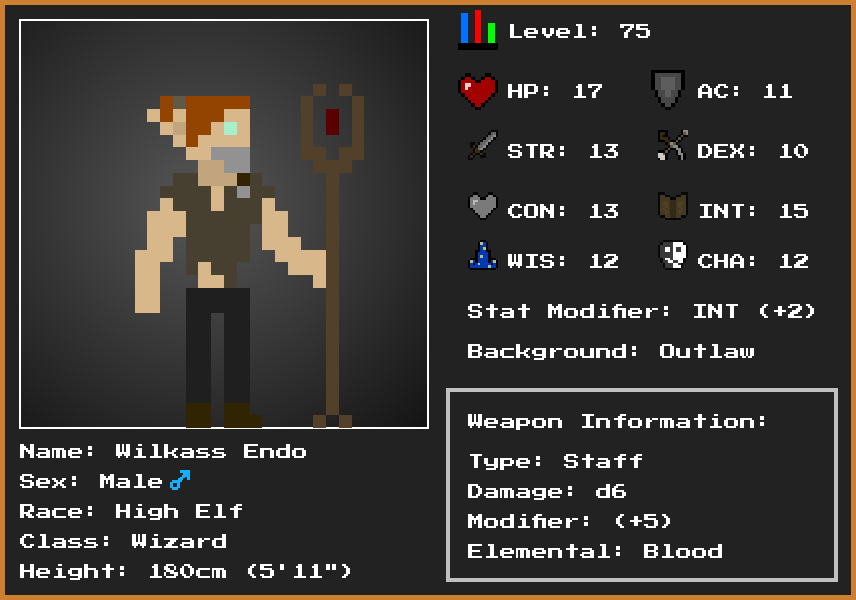 Level: 75
HP: 17
AC: 11
STR: 13
DEX: 10
CON: 13
INT: 15
WIS: 12
CHA: 12
Stat Modifier: INT (+2)
Background: Outlaw
Weapon Information:
Type: Staff
Damage: d6
Modifier: (+5)
Elemental: Blood
Name: Wilkass Endo
Sex: Male♂
Race: High Elf
Class: Wizard
Height: 180cm (5'11")